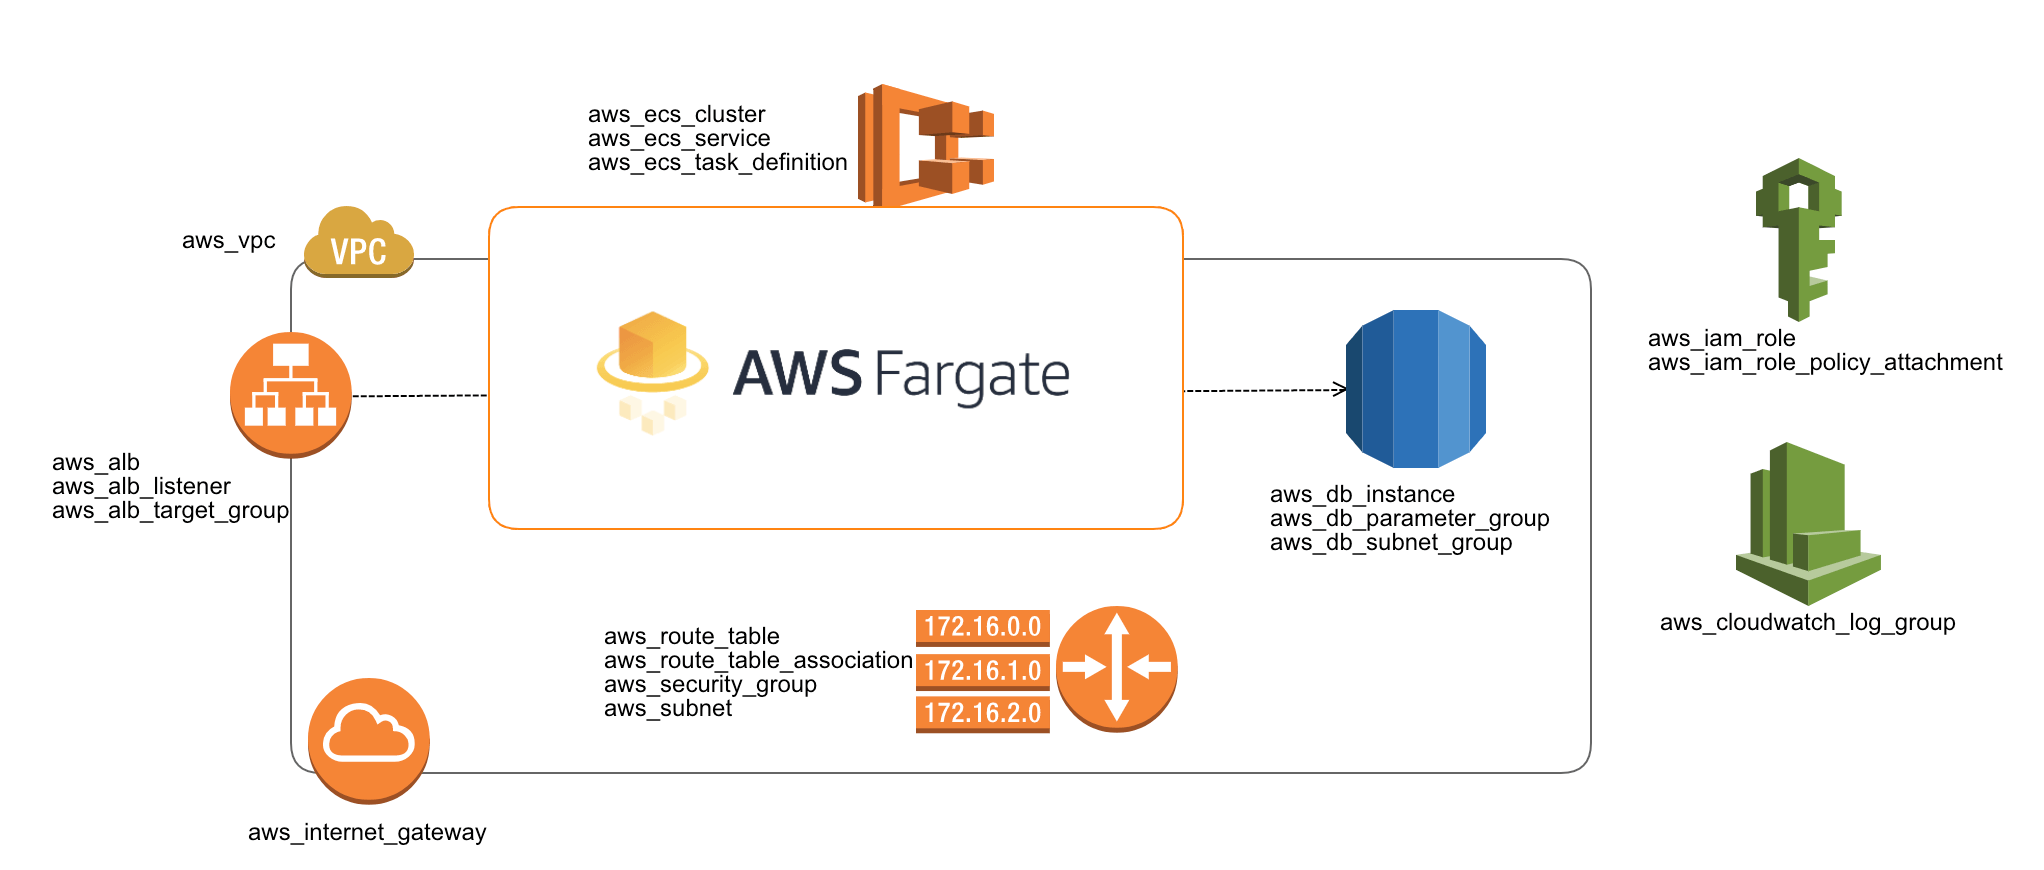 aws_ecs_cluster
aws_ecs_service
aws_ecs_task_definition
aws_vpc
VPC
AWS Fargate
aws_alb
aws_alb_listener
aws_alb_target_group
aws_db_instance
aws_db_parameter_group
aws_db_subnet_group
aws_iam_role
aws_iam_role_policy_attachment
aws_cloudwatch_log_group
aws_route_table
aws_route_table_association
aws_security_group
aws_subnet
172.16.0.0
172.16.1.0
172.16.2.0
aws_internet_gateway